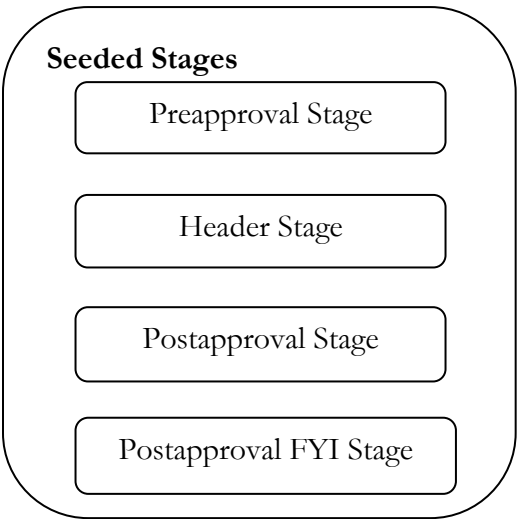 Seeded Stages
Preapproval Stage
Header Stage
Postapproval Stage
Postapproval FYI Stage